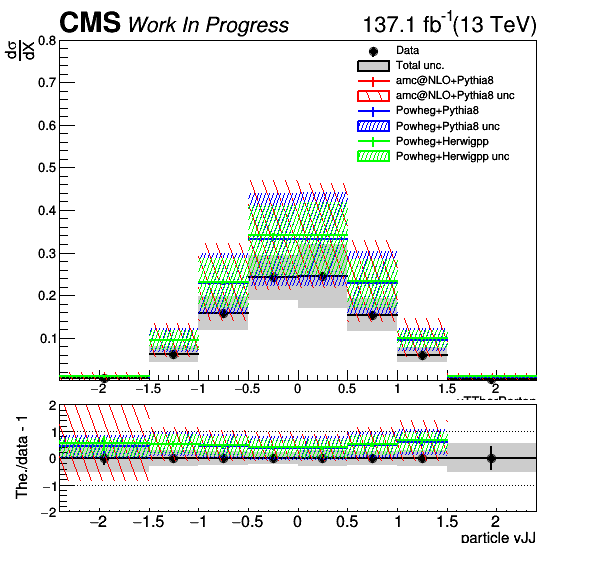 CMS Work In Progress 137.1 fb-1(13 TeV)
dσ
dX
0.8
0.7
0.6
0.5
0.4
0.3
0.2
0.1
Data
Total unc.
amc@NLO+Pythia8
amc@NLO+Pythia8 unc
Powheg+Pythia8
Powheg+Pythia8 unc
Powheg+Herwigpp
Powheg+Herwigpp unc
−2 −1.5 −1 −0.5 0 0.5 1 1.5 2
The./data - 1
2
1
0
−1
−2
−2 −1.5 −1 −0.5 0 0.5 1 1.5 2
particle yJJ